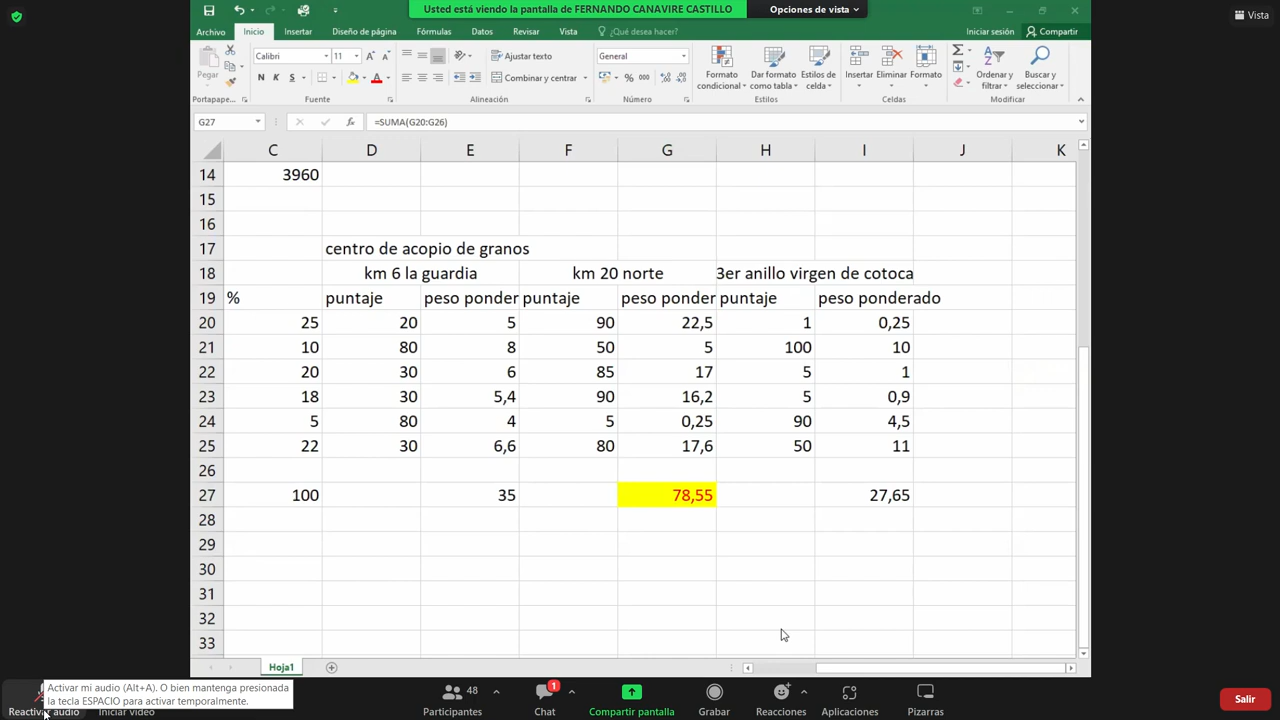 Usted está viendo la pantalla de FERNANDO CANAVIRE CASTILLO
Opciones de vista
Vista
Archivo Inicio Insertar Diseño de página Fórmulas Datos Revisar Vista ¿Qué desea hacer? Iniciar sesión Compartir
Pegar
Calibri 11
N K S
Ajustar texto
Combinar y centrar
General
% 000
Formato condicional
Dar formato como tabla
Estilos de celda
Insertar Eliminar Formato
Ordenar y filtrar
Buscar y seleccionar
Portapape... Fuente Alineación Número Estilos Celdas Modificar
G27 fx =SUMA(G20:G26)
C D E F G H I J K
14 3960
15
16
17 centro de acopio de granos
18 km 6 la guardia km 20 norte 3er anillo virgen de cotoca
19 % puntaje peso ponder puntaje peso ponder puntaje peso ponderado
20 25 20 5 90 22,5 1 0,25
21 10 80 8 50 5 100 10
22 20 30 6 85 17 5 1
23 18 30 5,4 90 16,2 5 0,9
24 5 80 4 5 0,25 90 4,5
25 22 30 6,6 80 17,6 50 11
26
27 100 35 78,55 27,65
28
29
30
31
32
33
Hoja1
Activar mi audio (Alt+A). O bien mantenga presionada
la tecla ESPACIO para activar temporalmente.
48
1
Reactivar audio Iniciar video Participantes Chat Compartir pantalla Grabar Reacciones Aplicaciones Pizarras
Salir